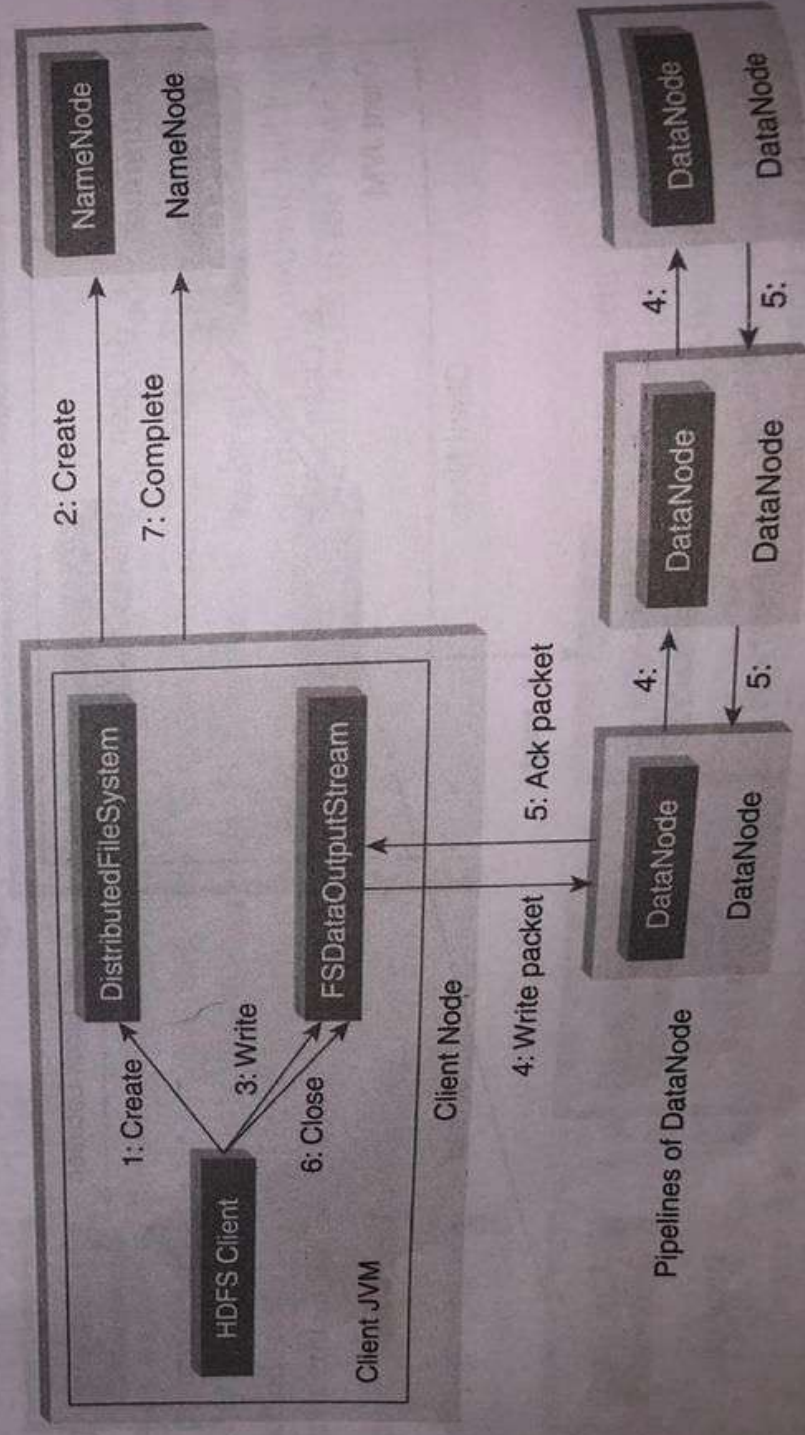 1: Create
DistributedFileSystem
2: Create
NameNode
HDFS Client
3: Write
7: Complete
NameNode
6: Close
FSDataOutputStream
Client JVM
Client Node
4: Write packet
5: Ack packet
DataNode
4:
DataNode
4:
DataNode
Pipelines of DataNode
DataNode
5:
DataNode
5:
DataNode